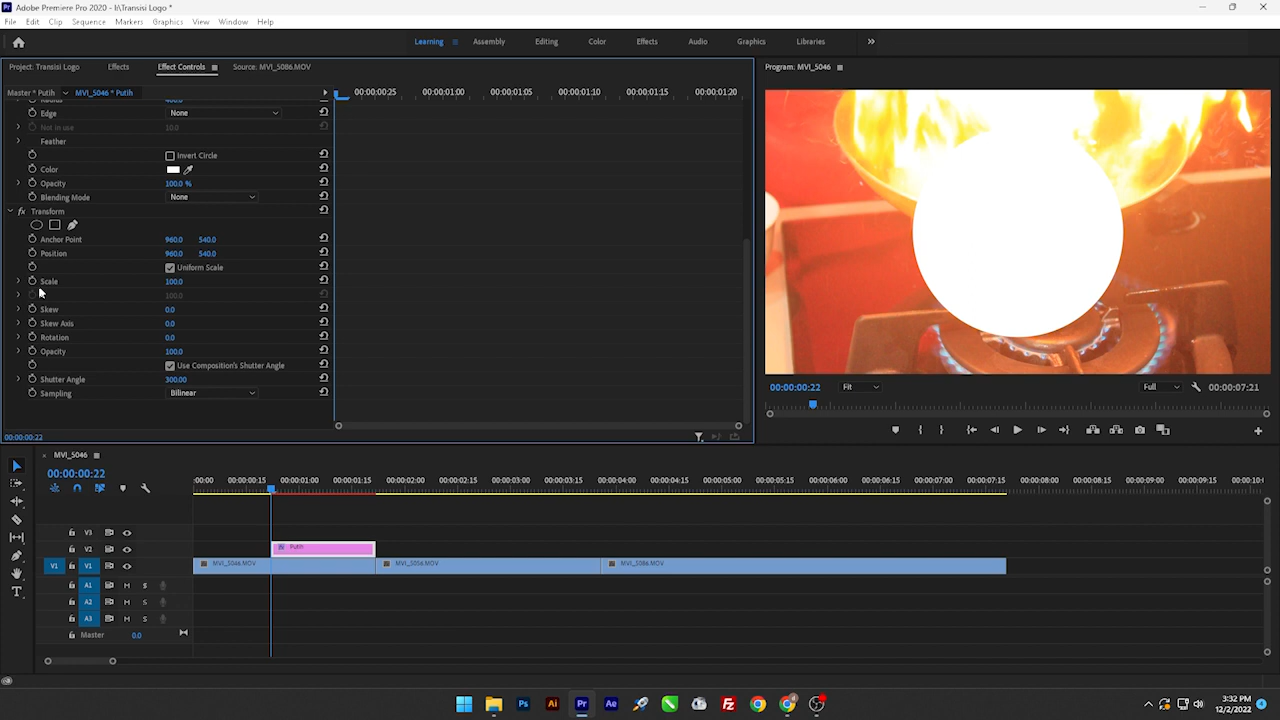 Adobe Premiere Pro 2020 - I:\Transisi Logo *
File Edit Clip Sequence Markers Graphics View Window Help
Learning Assembly Editing Color Effects Audio Graphics Libraries
Project: Transisi Logo Effects Effect Controls Source: MVI_5086.MOV Program: MVI_5046
Master * Putih MVI_5046 * Putih 00:00:00:25 00:00:01:00 00:00:01:05 00:00:01:10 00:00:01:15 00:00:01:20
Edge None
Not in use 10.0
Feather
Invert Circle
Color
Opacity 100.0 %
Blending Mode None
fx Transform
Anchor Point 960.0 540.0
Position 960.0 540.0
Uniform Scale
Scale 100.0
100.0
Skew 0.0
Skew Axis 0.0
Rotation 0.0
Opacity 100.0
Use Composition's Shutter Angle
Shutter Angle 300.00
Sampling Bilinear
00:00:00:22 Fit Full 00:00:07:21
00:00:00:22
MVI_5046
00:00:00:22
:00:00 00:00:00:15 00:00:01:00 00:00:01:15 00:00:02:00 00:00:02:15 00:00:03:00 00:00:03:15 00:00:04:00 00:00:04:15 00:00:05:00 00:00:05:15 00:00:06:00 00:00:06:15 00:00:07:00 00:00:07:15 00:00:08:00 00:00:08:15 00:00:09:00 00:00:09:15 00:00:10:0
V3
V2 Putih
V1 V1 MVI_5046.MOV MVI_5056.MOV MVI_5086.MOV
A1 M S
A2 M S
A3 M S
Master 0.0
Ps Ai Pr Ae Fz
3:32 PM
12/2/2022